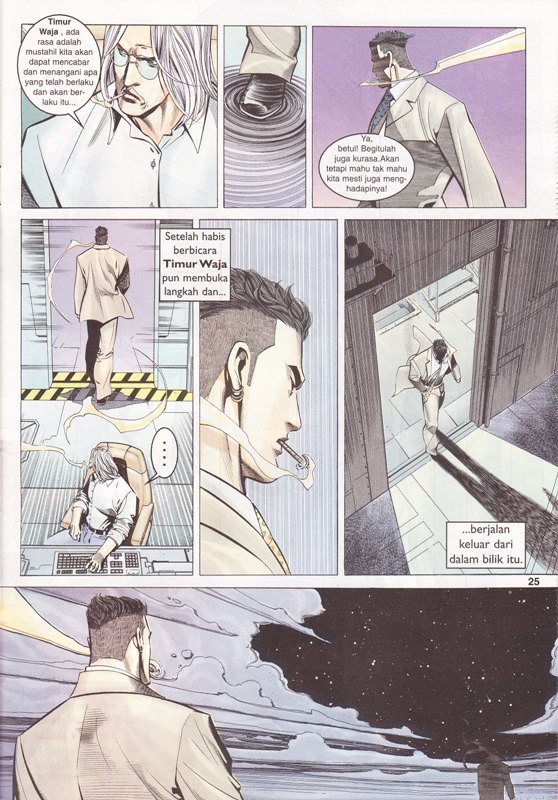 Timur
Waja , ada
rasa adalah
mustahil kita akan
dapat mencabar
dan menangani apa
yang telah berlaku
dan akan ber-
laku itu...
Ya,
betul! Begitulah
juga kurasa.Akan
tetapi mahu tak mahu
kita mesti juga meng-
hadapinya!
Setelah habis
berbicara
Timur Waja
pun membuka
langkah dan...
....
...berjalan
keluar dari
dalam bilik itu.
25